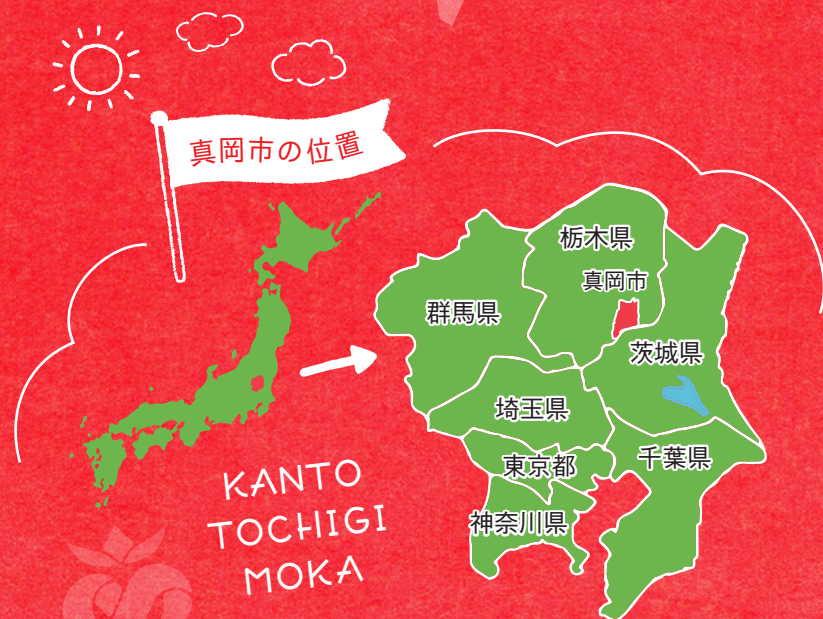 真岡市の位置
栃木県
真岡市
群馬県
茨城県
埼玉県
東京都
千葉県
神奈川県
KANTO
TOCHIGI
MOKA